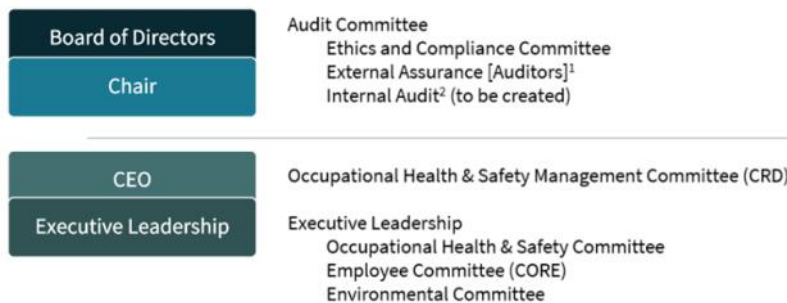 Board of Directors
Chair
Audit Committee
Ethics and Compliance Committee
External Assurance [Auditors]¹
Internal Audit² (to be created)
CEO
Executive Leadership
Occupational Health & Safety Management Committee (CRD)
Executive Leadership
Occupational Health & Safety Committee
Employee Committee (CORE)
Environmental Committee